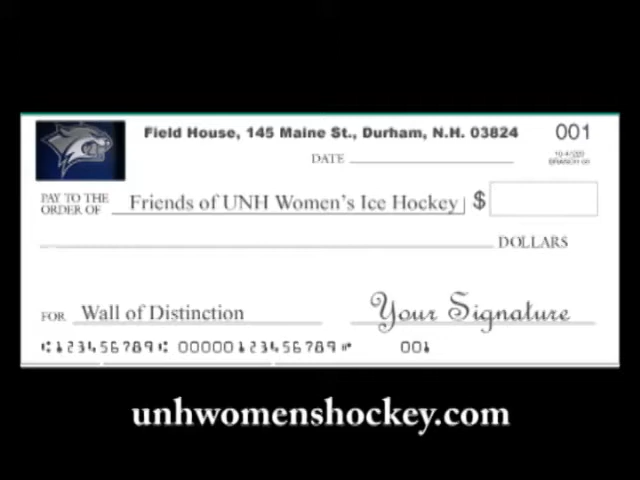 Field House, 145 Maine St., Durham, N.H. 03824
001
DATE
PAY TO THE
ORDER OF
Friends of UNH Women's Ice Hockey
$
DOLLARS
FOR Wall of Distinction
Your Signature
⑆123456789⑆ 00000123456789⑈ 001
unhwomenshockey.com